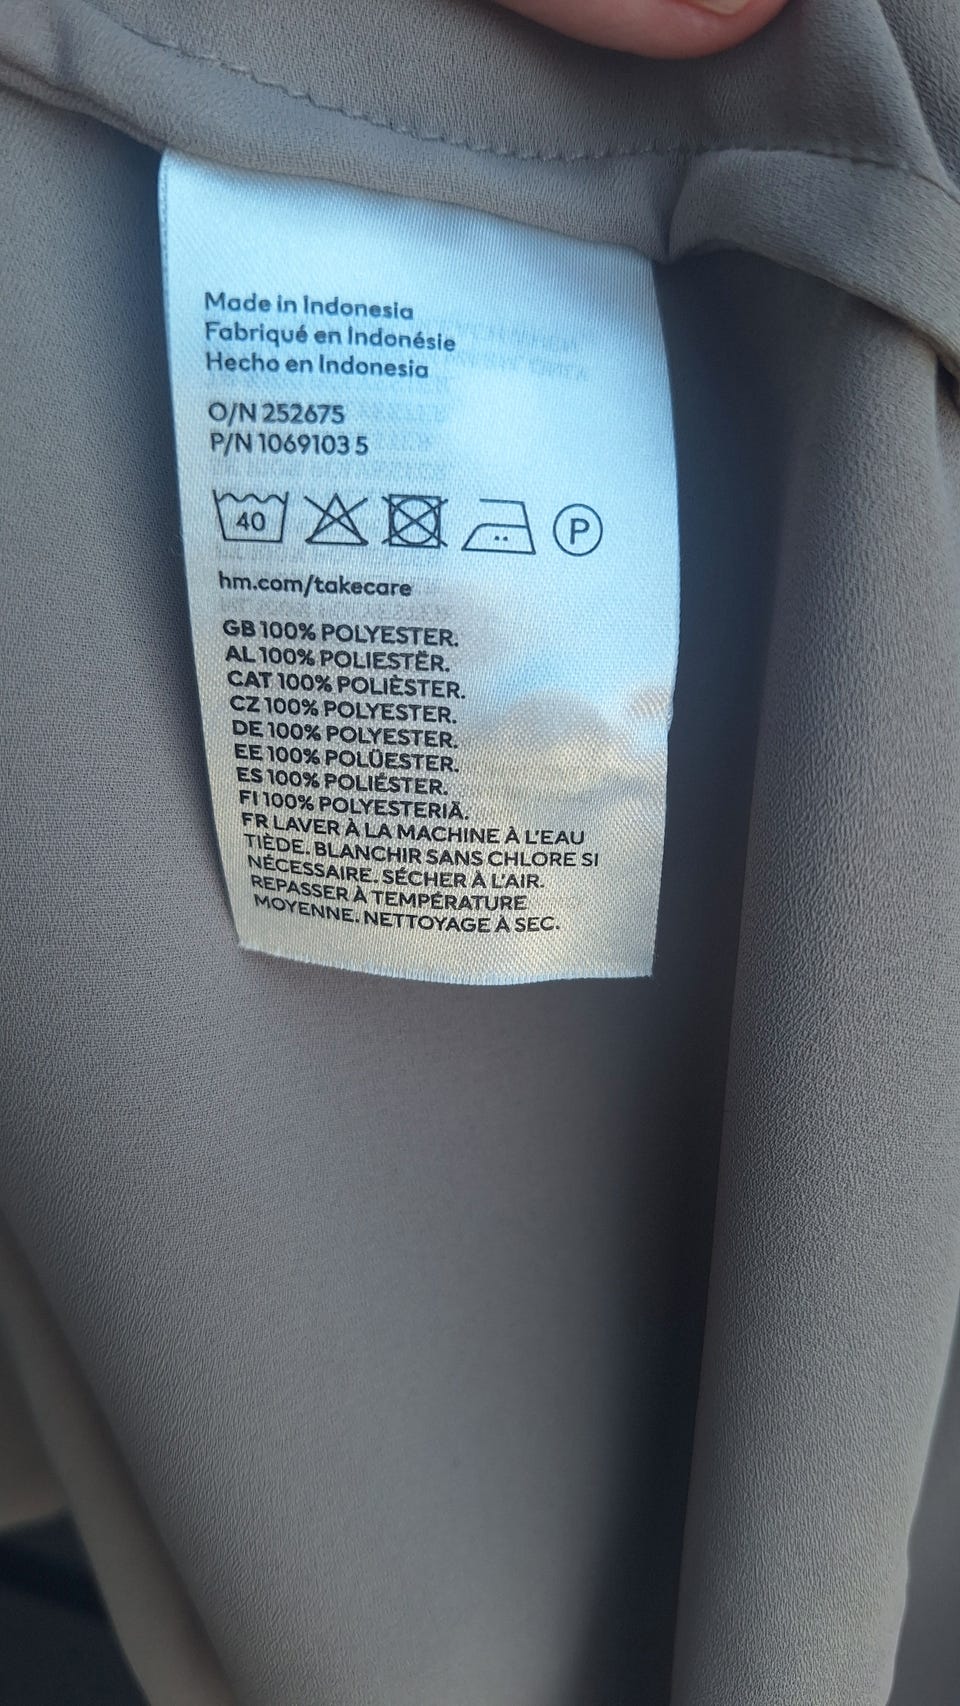 Made in Indonesia
Fabriqué en Indonésie
Hecho en Indonesia
O/N 252675
P/N 1069103 5
40 P
hm.com/takecare
GB 100% POLYESTER.
AL 100% POLIESTËR.
CAT 100% POLIÈSTER.
CZ 100% POLYESTER.
DE 100% POLYESTER.
EE 100% POLÜESTER.
ES 100% POLIÉSTER.
FI 100% POLYESTERIÄ.
FR LAVER À LA MACHINE À L'EAU
TIÈDE. BLANCHIR SANS CHLORE SI
NÉCESSAIRE. SÉCHER À L'AIR.
REPASSER À TEMPÉRATURE
MOYENNE. NETTOYAGE À SEC.